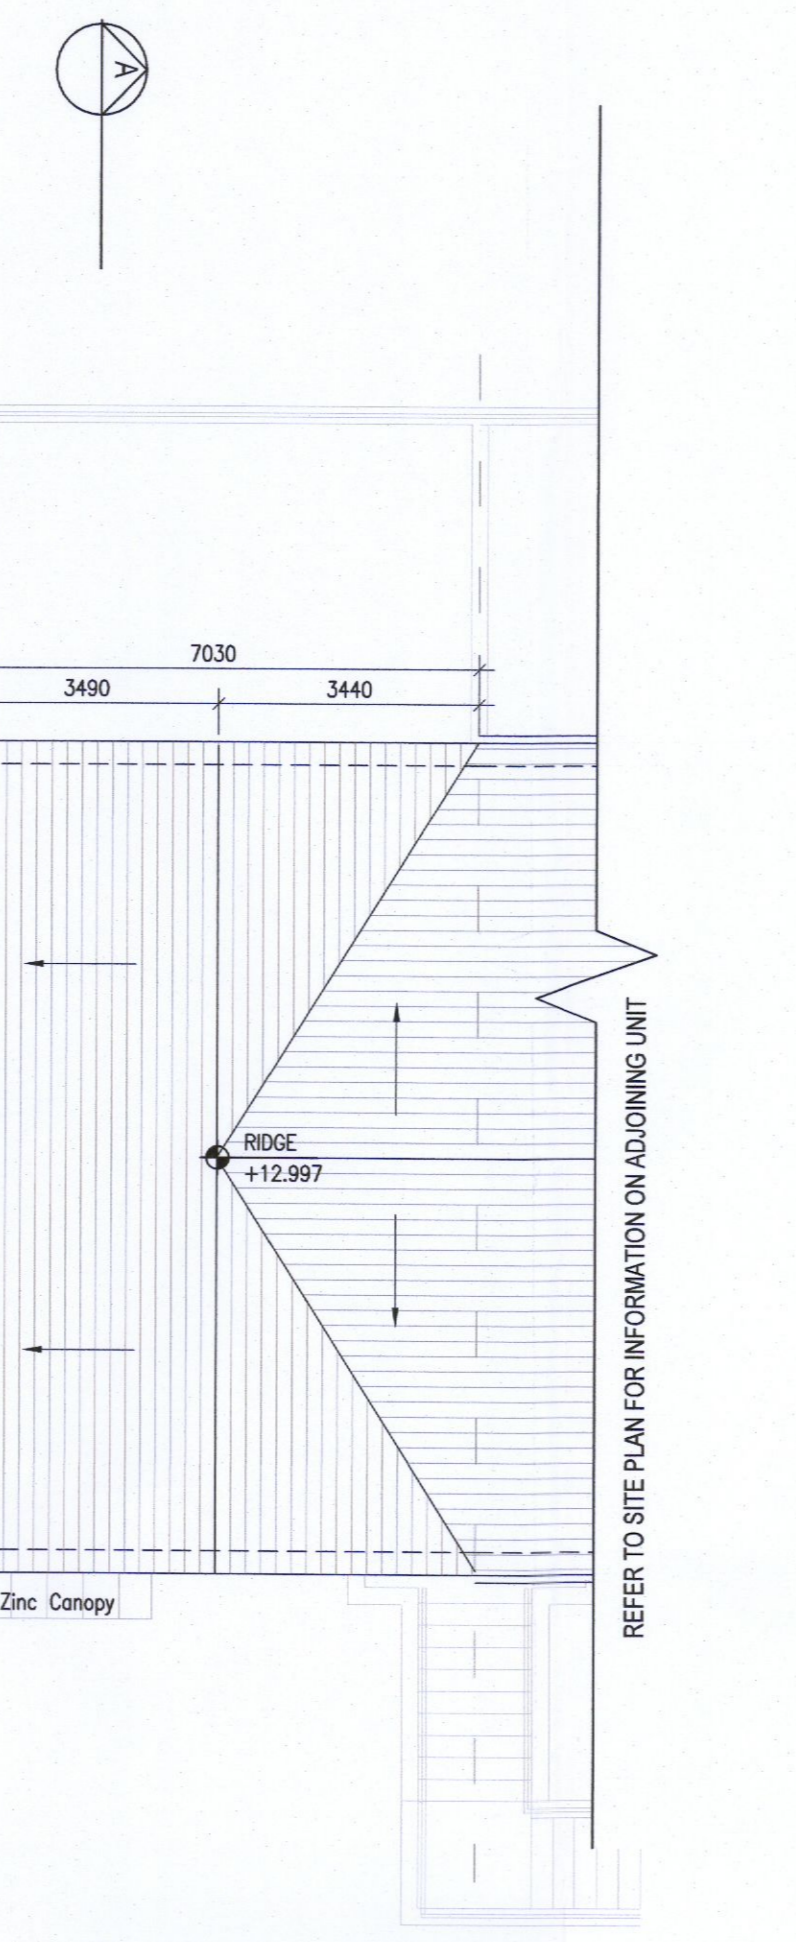 A
7030
3490
3440
RIDGE
+12.997
REFER TO SITE PLAN FOR INFORMATION ON ADJOINING UNIT
Zinc Canopy